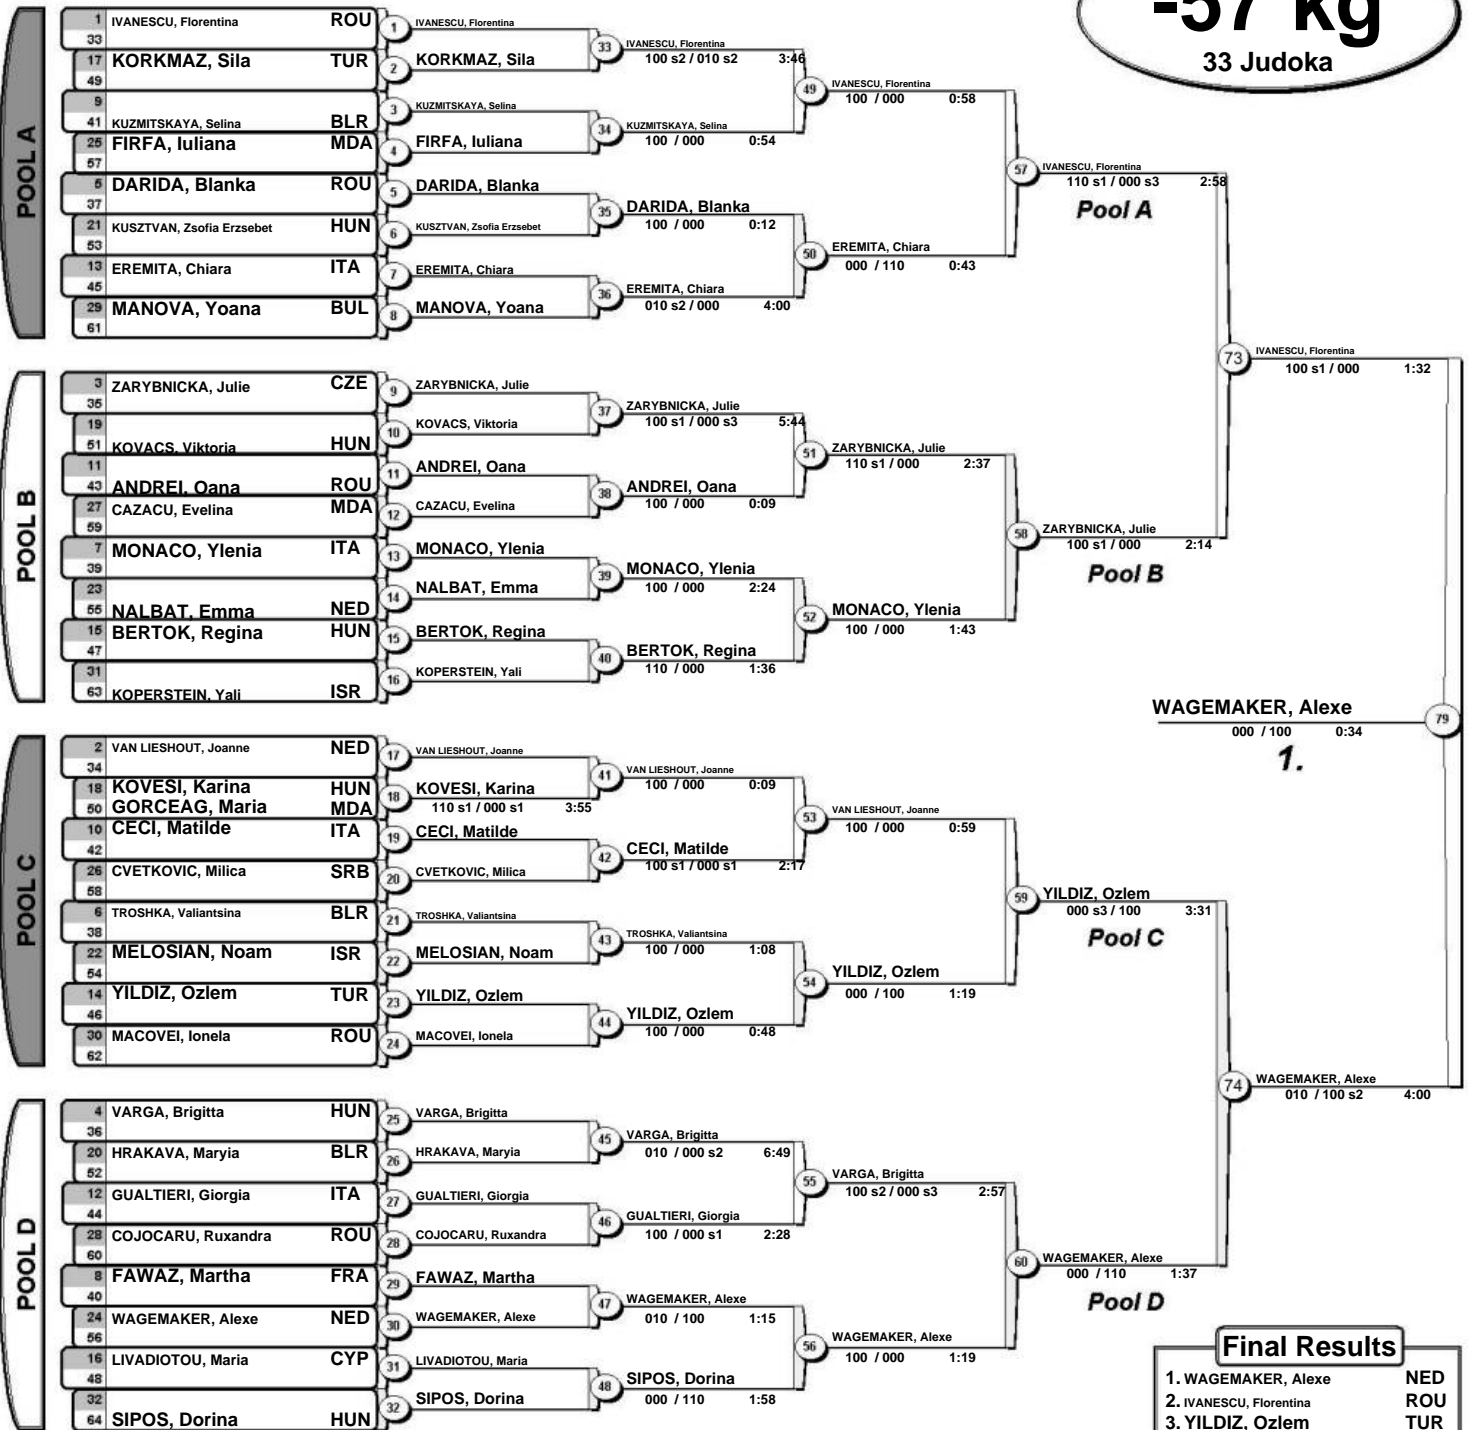 -57 kg
33 Judoka
POOL A
1 IVANESCU, Florentina ROU
33
17 KORKMAZ, Sila TUR
49
9
41 KUZMITSKAYA, Selina BLR
25 FIRFA, Iuliana MDA
57
5 DARIDA, Blanka ROU
37
21 KUSZTVAN, Zsofia Erzsebet HUN
53
13 EREMITA, Chiara ITA
45
29 MANOVA, Yoana BUL
61
1 IVANESCU, Florentina
2 KORKMAZ, Sila
3 KUZMITSKAYA, Selina
4 FIRFA, Iuliana
5 DARIDA, Blanka
6 KUSZTVAN, Zsofia Erzsebet
7 EREMITA, Chiara
8 MANOVA, Yoana
33 IVANESCU, Florentina
100 s2 / 010 s2 3:46
34 KUZMITSKAYA, Selina
100 / 000 0:54
35 DARIDA, Blanka
100 / 000 0:12
36 EREMITA, Chiara
010 s2 / 000 4:00
49 IVANESCU, Florentina
100 / 000 0:58
50 EREMITA, Chiara
000 / 110 0:43
57 IVANESCU, Florentina
110 s1 / 000 s3 2:58
Pool A
POOL B
3 ZARYBNICKA, Julie CZE
35
19
51 KOVACS, Viktoria HUN
11
43 ANDREI, Oana ROU
27 CAZACU, Evelina MDA
59
7 MONACO, Ylenia ITA
39
23
55 NALBAT, Emma NED
15 BERTOK, Regina HUN
47
31
63 KOPERSTEIN, Yali ISR
9 ZARYBNICKA, Julie
10 KOVACS, Viktoria
11 ANDREI, Oana
12 CAZACU, Evelina
13 MONACO, Ylenia
14 NALBAT, Emma
15 BERTOK, Regina
16 KOPERSTEIN, Yali
37 ZARYBNICKA, Julie
100 s1 / 000 s3 5:44
38 ANDREI, Oana
100 / 000 0:09
39 MONACO, Ylenia
100 / 000 2:24
40 BERTOK, Regina
110 / 000 1:36
51 ZARYBNICKA, Julie
110 s1 / 000 2:37
52 MONACO, Ylenia
100 / 000 1:43
58 ZARYBNICKA, Julie
100 s1 / 000 2:14
Pool B
73 IVANESCU, Florentina
100 s1 / 000 1:32
WAGEMAKER, Alexe 79
000 / 100 0:34
1.
POOL C
2 VAN LIESHOUT, Joanne NED
34
18 KOVESI, Karina HUN
50 GORCEAG, Maria MDA
10 CECI, Matilde ITA
42
26 CVETKOVIC, Milica SRB
58
6 TROSHKA, Valiantsina BLR
38
22 MELOSIAN, Noam ISR
54
14 YILDIZ, Ozlem TUR
46
30 MACOVEI, Ionela ROU
62
17 VAN LIESHOUT, Joanne
18 KOVESI, Karina
110 s1 / 000 s1 3:55
19 CECI, Matilde
20 CVETKOVIC, Milica
21 TROSHKA, Valiantsina
22 MELOSIAN, Noam
23 YILDIZ, Ozlem
24 MACOVEI, Ionela
41 VAN LIESHOUT, Joanne
100 / 000 0:09
42 CECI, Matilde
100 s1 / 000 s1 2:17
43 TROSHKA, Valiantsina
100 / 000 1:08
44 YILDIZ, Ozlem
100 / 000 0:48
53 VAN LIESHOUT, Joanne
100 / 000 0:59
54 YILDIZ, Ozlem
000 / 100 1:19
59 YILDIZ, Ozlem
000 s3 / 100 3:31
Pool C
POOL D
4 VARGA, Brigitta HUN
36
20 HRAKAVA, Maryia BLR
52
12 GUALTIERI, Giorgia ITA
44
28 COJOCARU, Ruxandra ROU
60
8 FAWAZ, Martha FRA
40
24 WAGEMAKER, Alexe NED
56
16 LIVADIOTOU, Maria CYP
48
32
64 SIPOS, Dorina HUN
25 VARGA, Brigitta
26 HRAKAVA, Maryia
27 GUALTIERI, Giorgia
28 COJOCARU, Ruxandra
29 FAWAZ, Martha
30 WAGEMAKER, Alexe
31 LIVADIOTOU, Maria
32 SIPOS, Dorina
45 VARGA, Brigitta
010 / 000 s2 6:49
46 GUALTIERI, Giorgia
100 / 000 s1 2:28
47 WAGEMAKER, Alexe
010 / 100 1:15
48 SIPOS, Dorina
000 / 110 1:58
55 VARGA, Brigitta
100 s2 / 000 s3 2:57
56 WAGEMAKER, Alexe
100 / 000 1:19
60 WAGEMAKER, Alexe
000 / 110 1:37
Pool D
74 WAGEMAKER, Alexe
010 / 100 s2 4:00
Final Results
1. WAGEMAKER, Alexe NED
2. IVANESCU, Florentina ROU
3. YILDIZ, Ozlem TUR